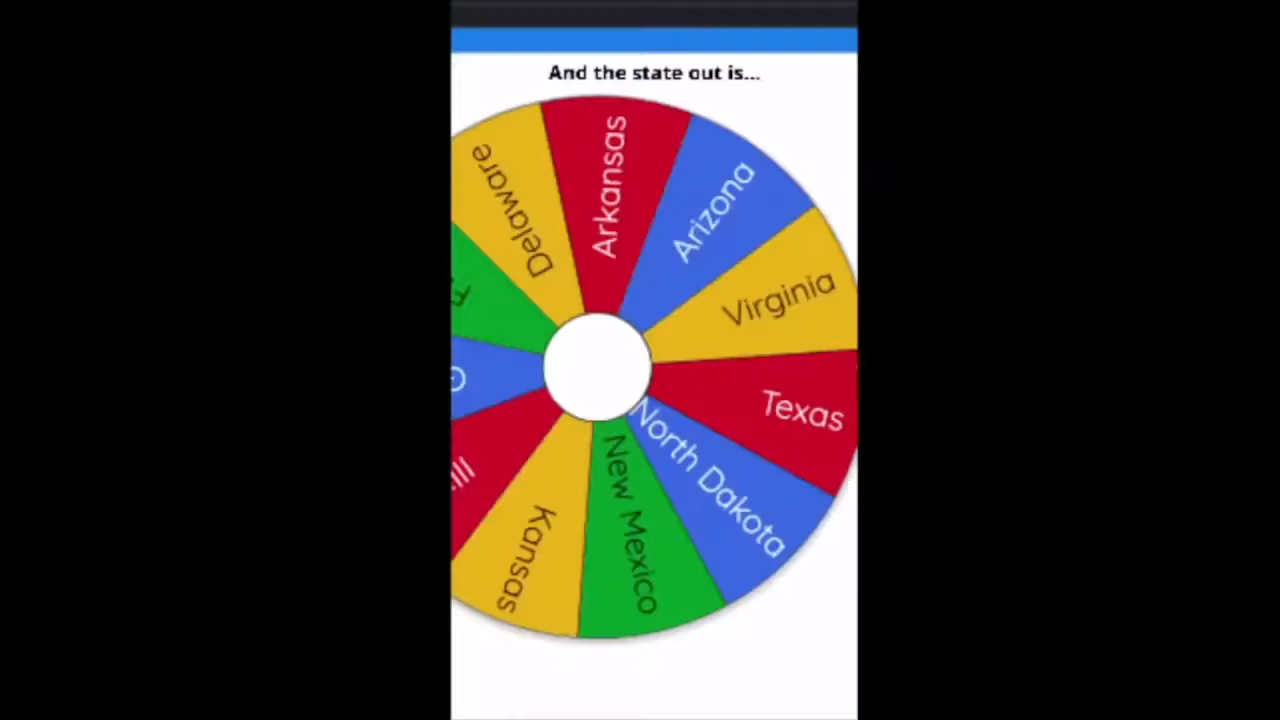 And the state out is...
Arkansas
Arizona
Virginia
Texas
North Dakota
New Mexico
Kansas
Delaware